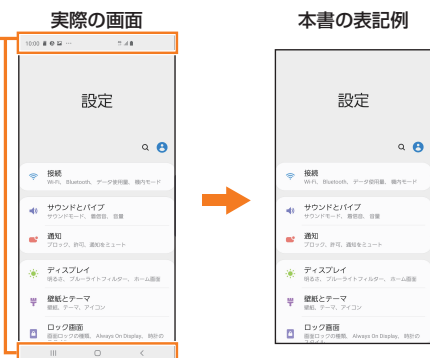 実際の画面
10:00
設定
接続
Wi-Fi、Bluetooth、データ使用量、機内モード
サウンドとバイブ
サウンドモード、着信音、音量
通知
ブロック、許可、通知をミュート
ディスプレイ
明るさ、ブルーライトフィルター、ホーム画面
壁紙とテーマ
壁紙、テーマ、アイコン
ロック画面
画面ロックの種類、Always On Display、時計の
本書の表記例
設定
接続
Wi-Fi、Bluetooth、データ使用量、機内モード
サウンドとバイブ
サウンドモード、着信音、音量
通知
ブロック、許可、通知をミュート
ディスプレイ
明るさ、ブルーライトフィルター、ホーム画面
壁紙とテーマ
壁紙、テーマ、アイコン
ロック画面
画面ロックの種類、Always On Display、時計の